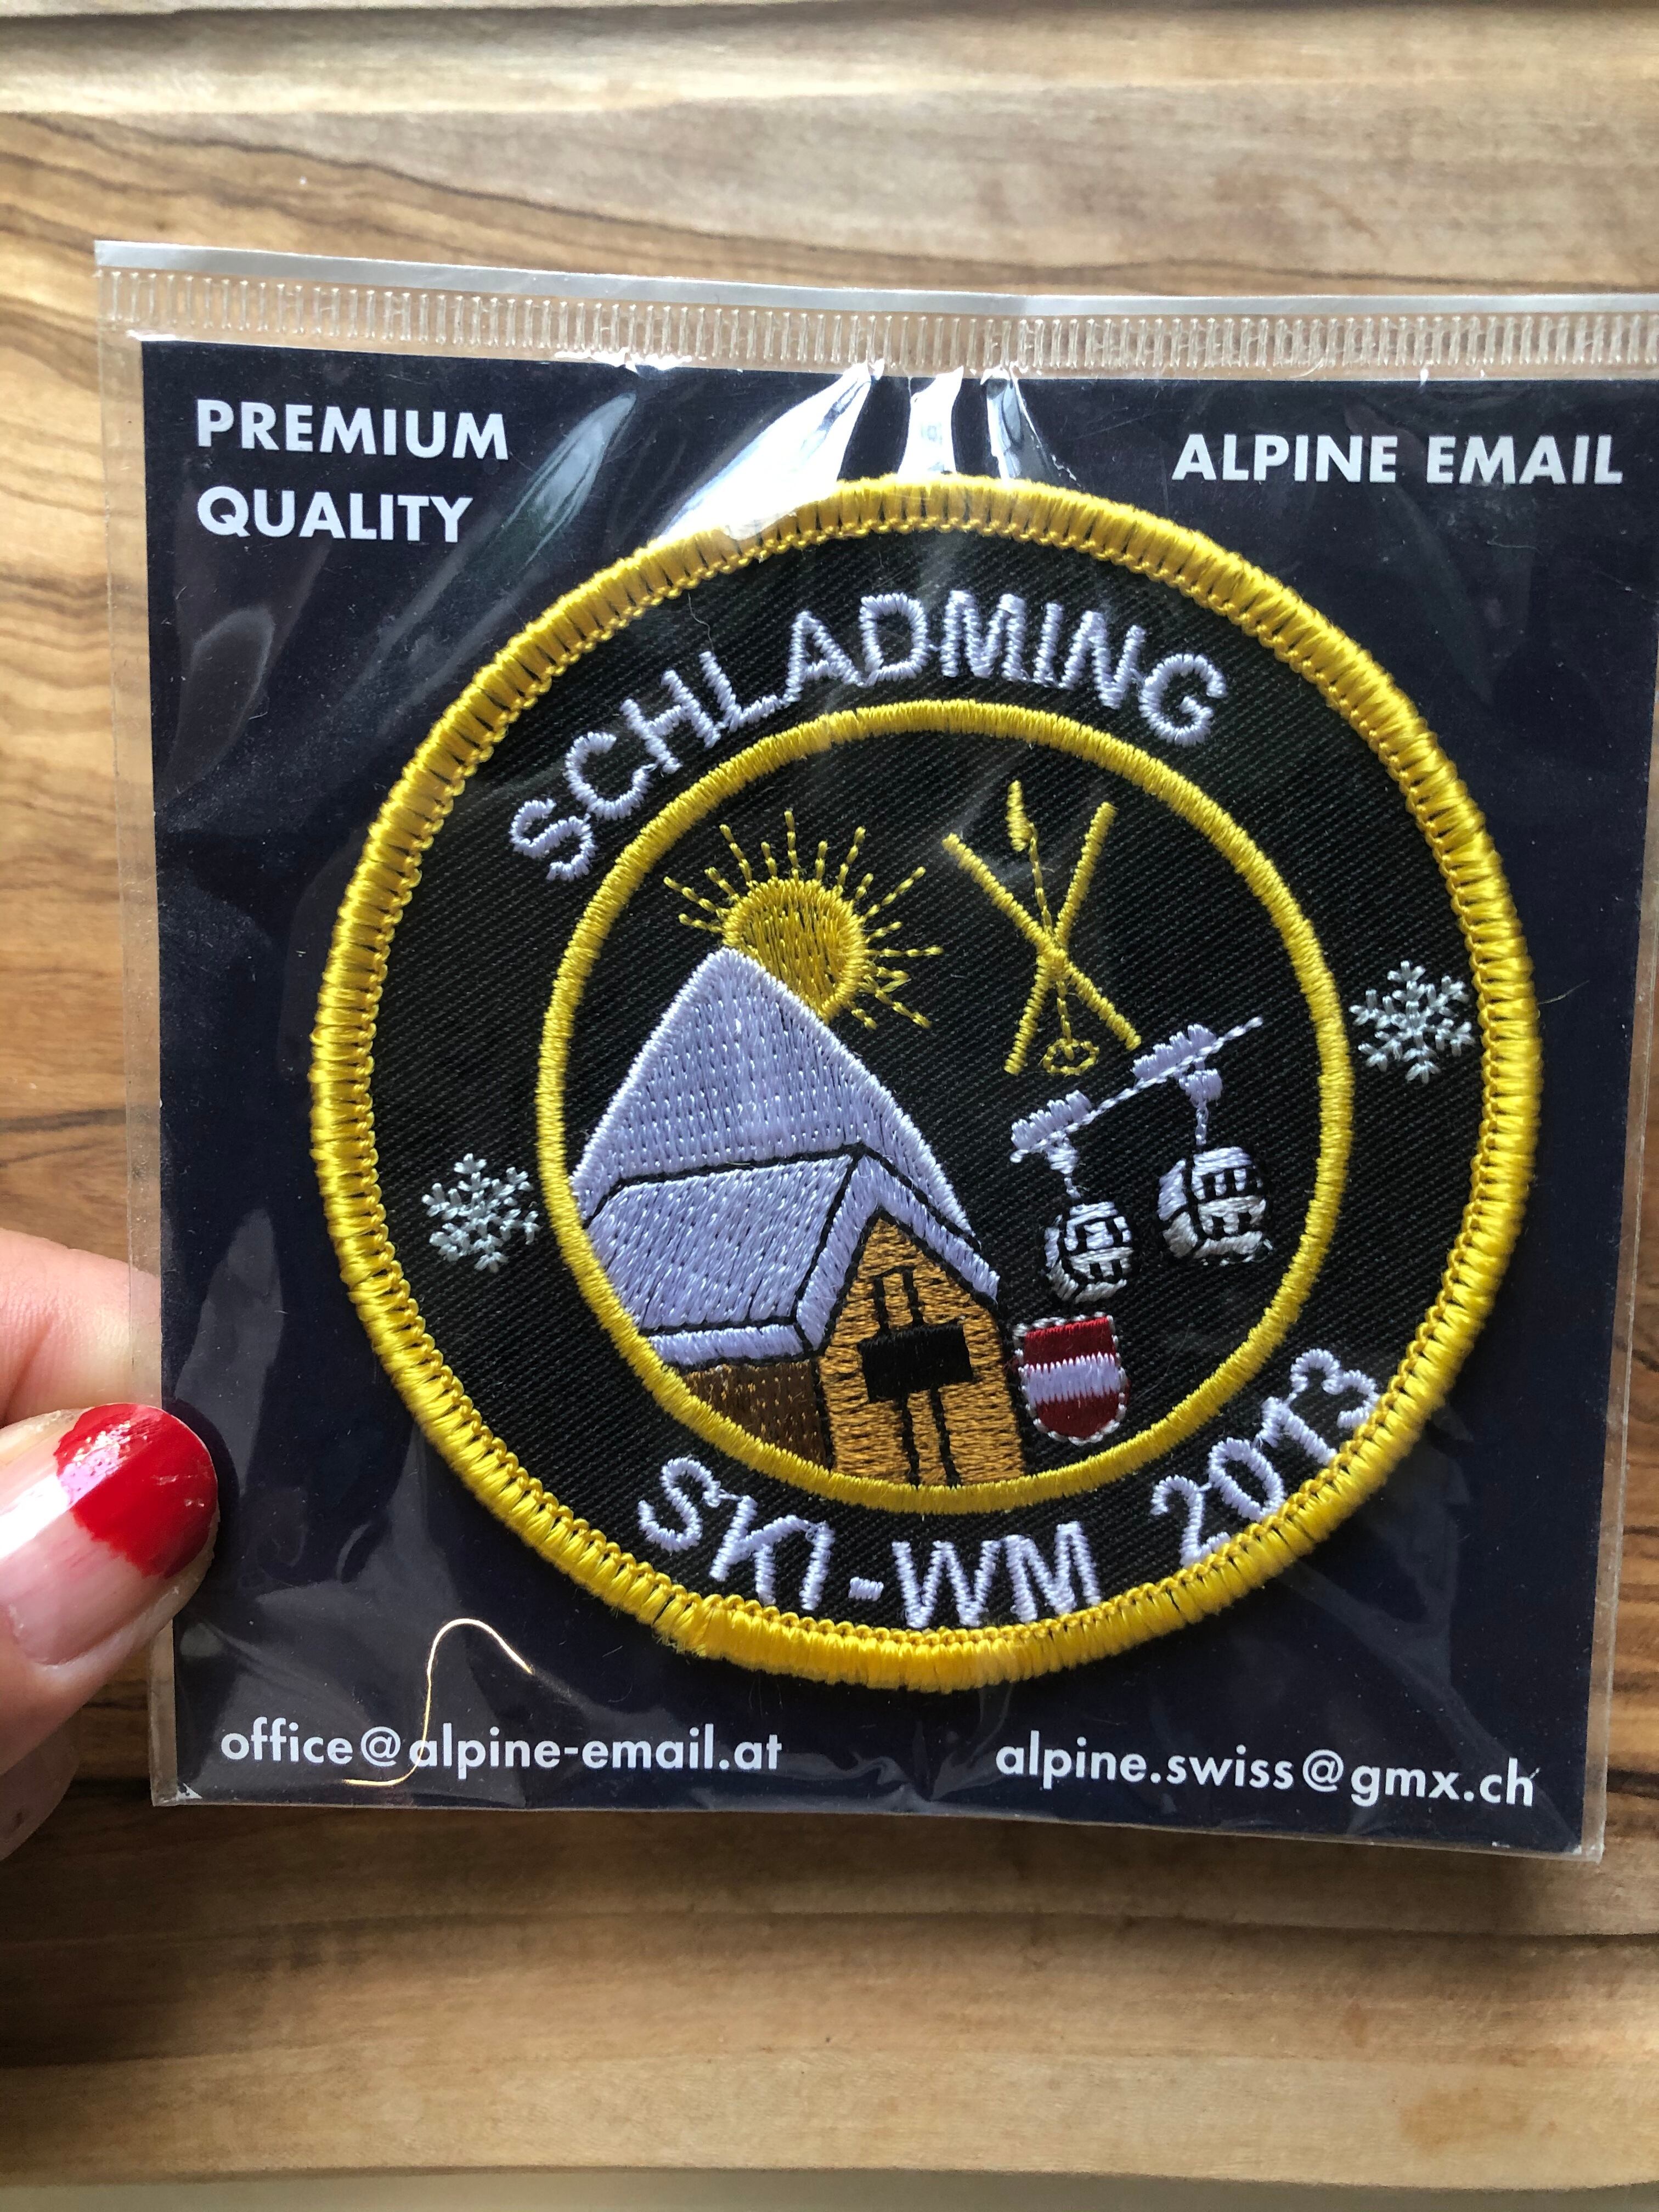 PREMIUM
QUALITY
ALPINE EMAIL
SCHLADMING
SKI-WM 2013
office@alpine-email.at
alpine.swiss@gmx.ch